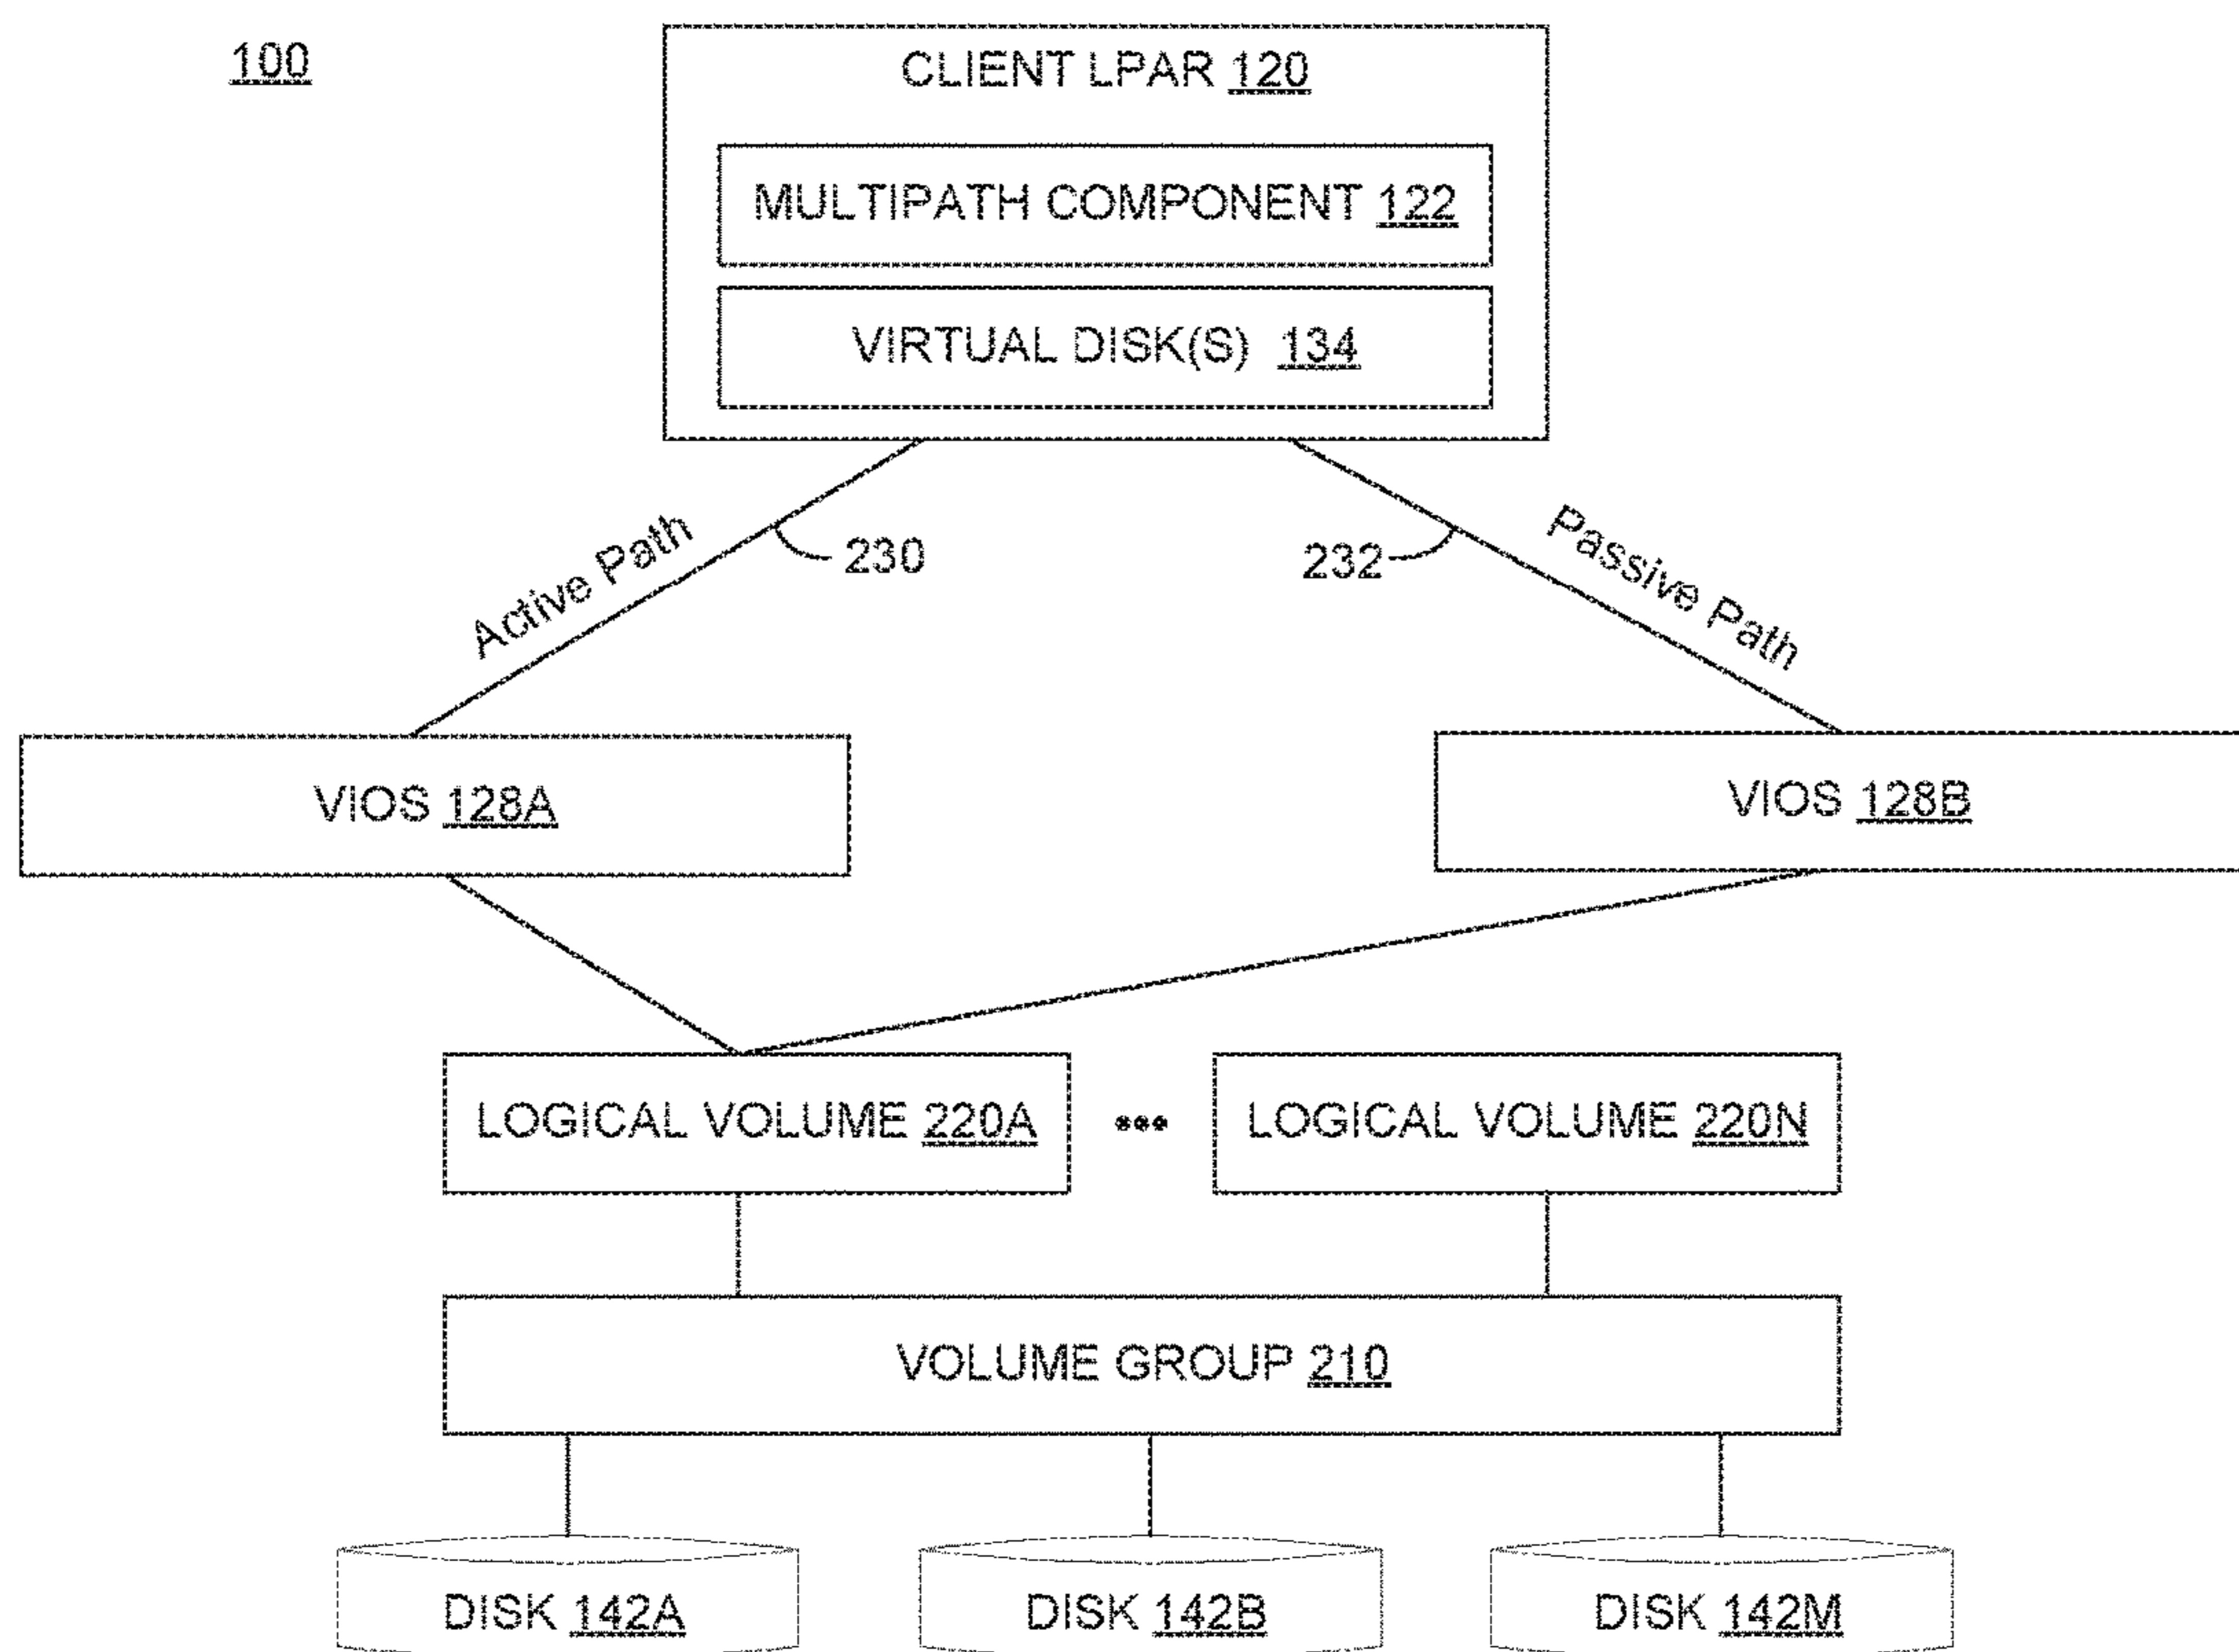 100
CLIENT LPAR 120
MULTIPATH COMPONENT 122
VIRTUAL DISK(S) 134
Active Path
230
232
Passive Path
VIOS 128A
VIOS 128B
LOGICAL VOLUME 220A
•••
LOGICAL VOLUME 220N
VOLUME GROUP 210
DISK 142A
DISK 142B
DISK 142M